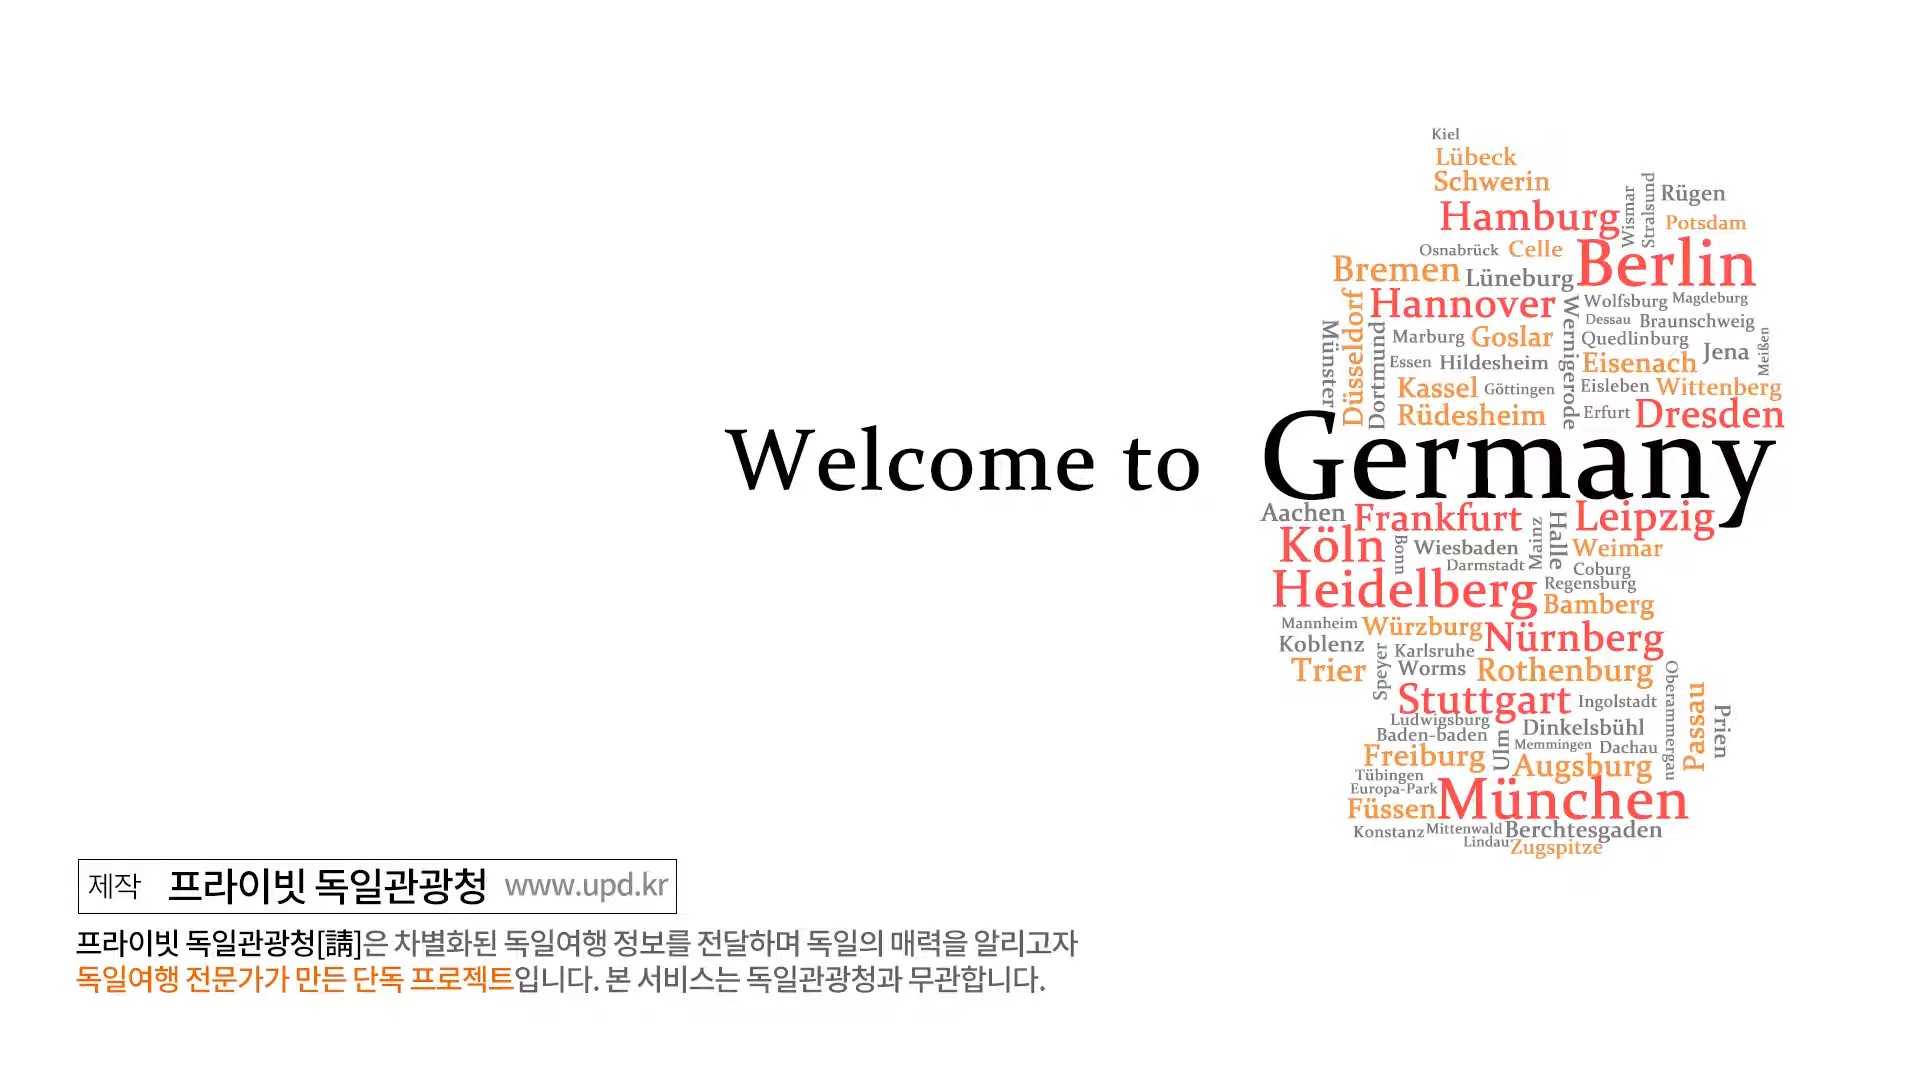 Kiel
Lübeck
Schwerin
Hamburg
Wismar
Stralsund
Rügen
Potsdam
Osnabrück Celle
Berlin
Bremen Lüneburg
Hannover
Wernigerode
Wolfsburg Magdeburg
Dessau Braunschweig
Münster
Düsseldorf
Dortmund
Marburg Goslar
Quedlinburg
Jena
Meißen
Essen Hildesheim
Eisenach
Kassel Göttingen
Eisleben Wittenberg
Rüdesheim
Erfurt Dresden
Welcome to Germany
Aachen Frankfurt
Mainz
Halle
Leipzig
Köln
Bonn
Wiesbaden
Weimar
Darmstadt
Coburg
Heidelberg
Regensburg
Bamberg
Mannheim Würzburg Nürnberg
Koblenz
Speyer
Karlsruhe
Trier
Worms Rothenburg
Oberammergau
Passau
Prien
Stuttgart Ingolstadt
Ludwigsburg
Dinkelsbühl
Baden-baden
Ulm
Memmingen Dachau
Freiburg
Augsburg
Tübingen
Europa-Park
München
Füssen
Konstanz Mittenwald Berchtesgaden
Lindau Zugspitze
제작 프라이빗 독일관광청 www.upd.kr
프라이빗 독일관광청[請]은 차별화된 독일여행 정보를 전달하며 독일의 매력을 알리고자
독일여행 전문가가 만든 단독 프로젝트입니다. 본 서비스는 독일관광청과 무관합니다.